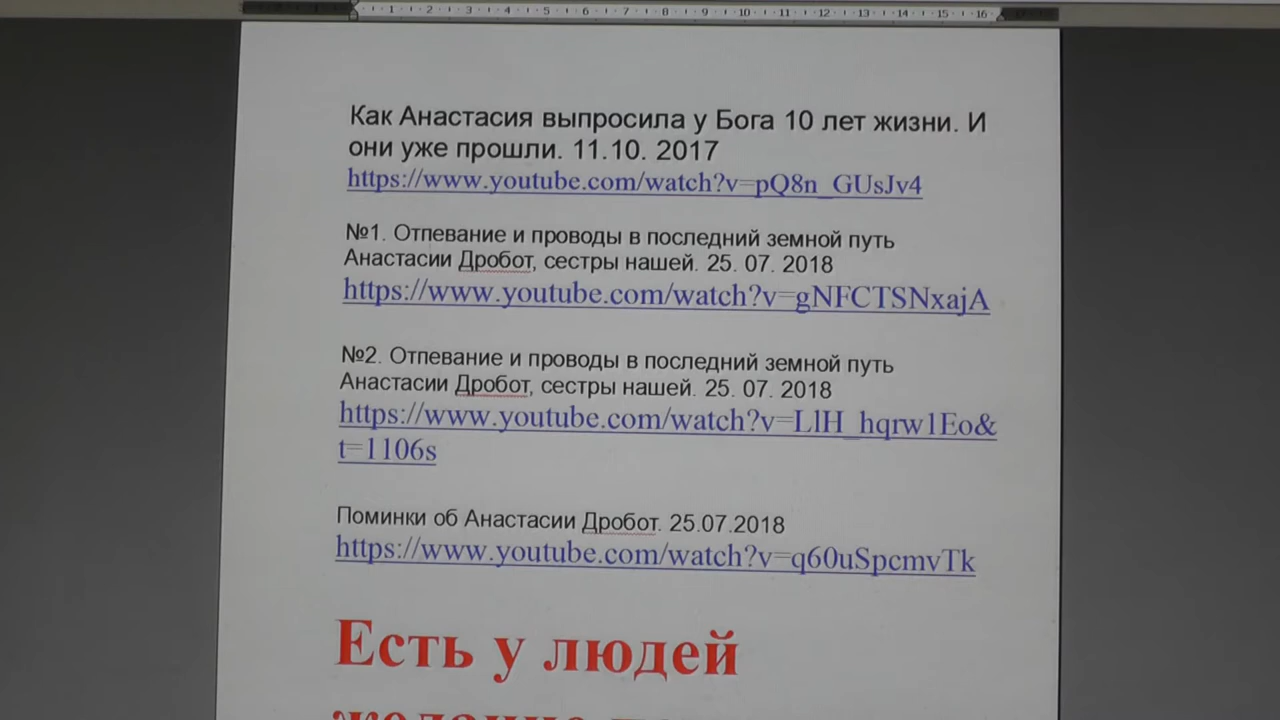 Как Анастасия выпросила у Бога 10 лет жизни. И
они уже прошли. 11.10. 2017
https://www.youtube.com/watch?v=pQ8n_GUsJv4
№1. Отпевание и проводы в последний земной путь
Анастасии Дробот, сестры нашей. 25. 07. 2018
https://www.youtube.com/watch?v=gNFCTSNxajA
№2. Отпевание и проводы в последний земной путь
Анастасии Дробот, сестры нашей. 25. 07. 2018
https://www.youtube.com/watch?v=LlH_hqrw1Eo&
t=1106s
Поминки об Анастасии Дробот. 25.07.2018
https://www.youtube.com/watch?v=q60uSpcmvTk
Есть у людей